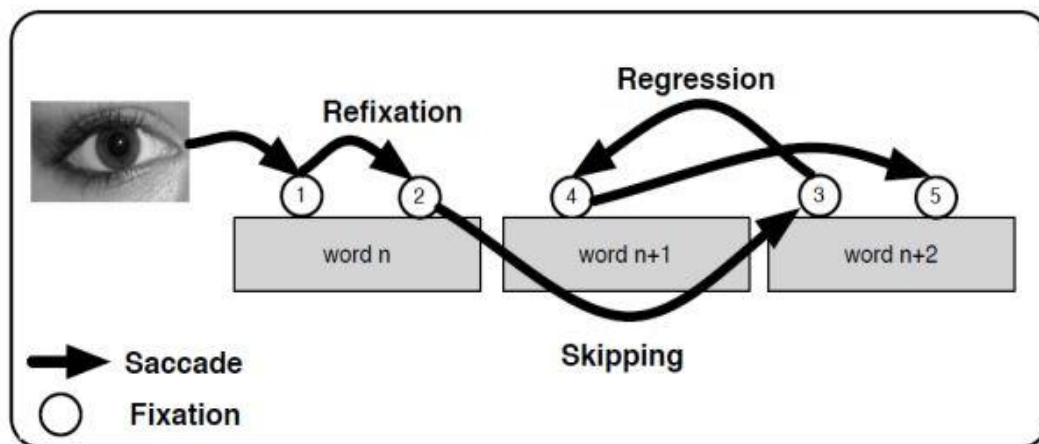 Regression
Refixation
1
2
4
3
5
word n
word n+1
word n+2
Skipping
Saccade
Fixation